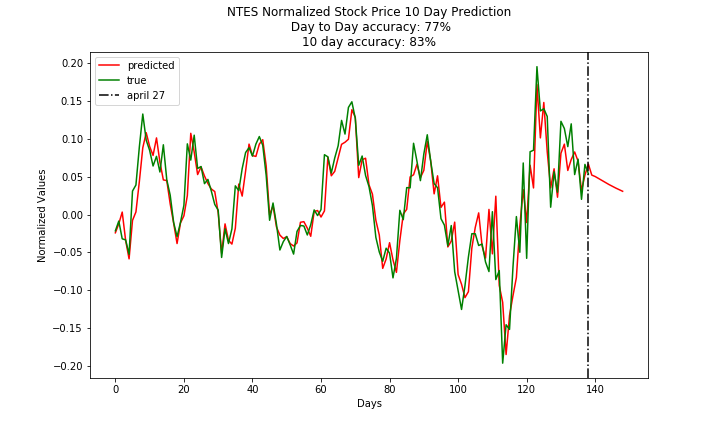 NTES Normalized Stock Price 10 Day Prediction
Day to Day accuracy: 77%
10 day accuracy: 83%
predicted
true
april 27
0.20
0.15
0.10
0.05
0.00
−0.05
−0.10
−0.15
−0.20
Normalized Values
0 20 40 60 80 100 120 140
Days